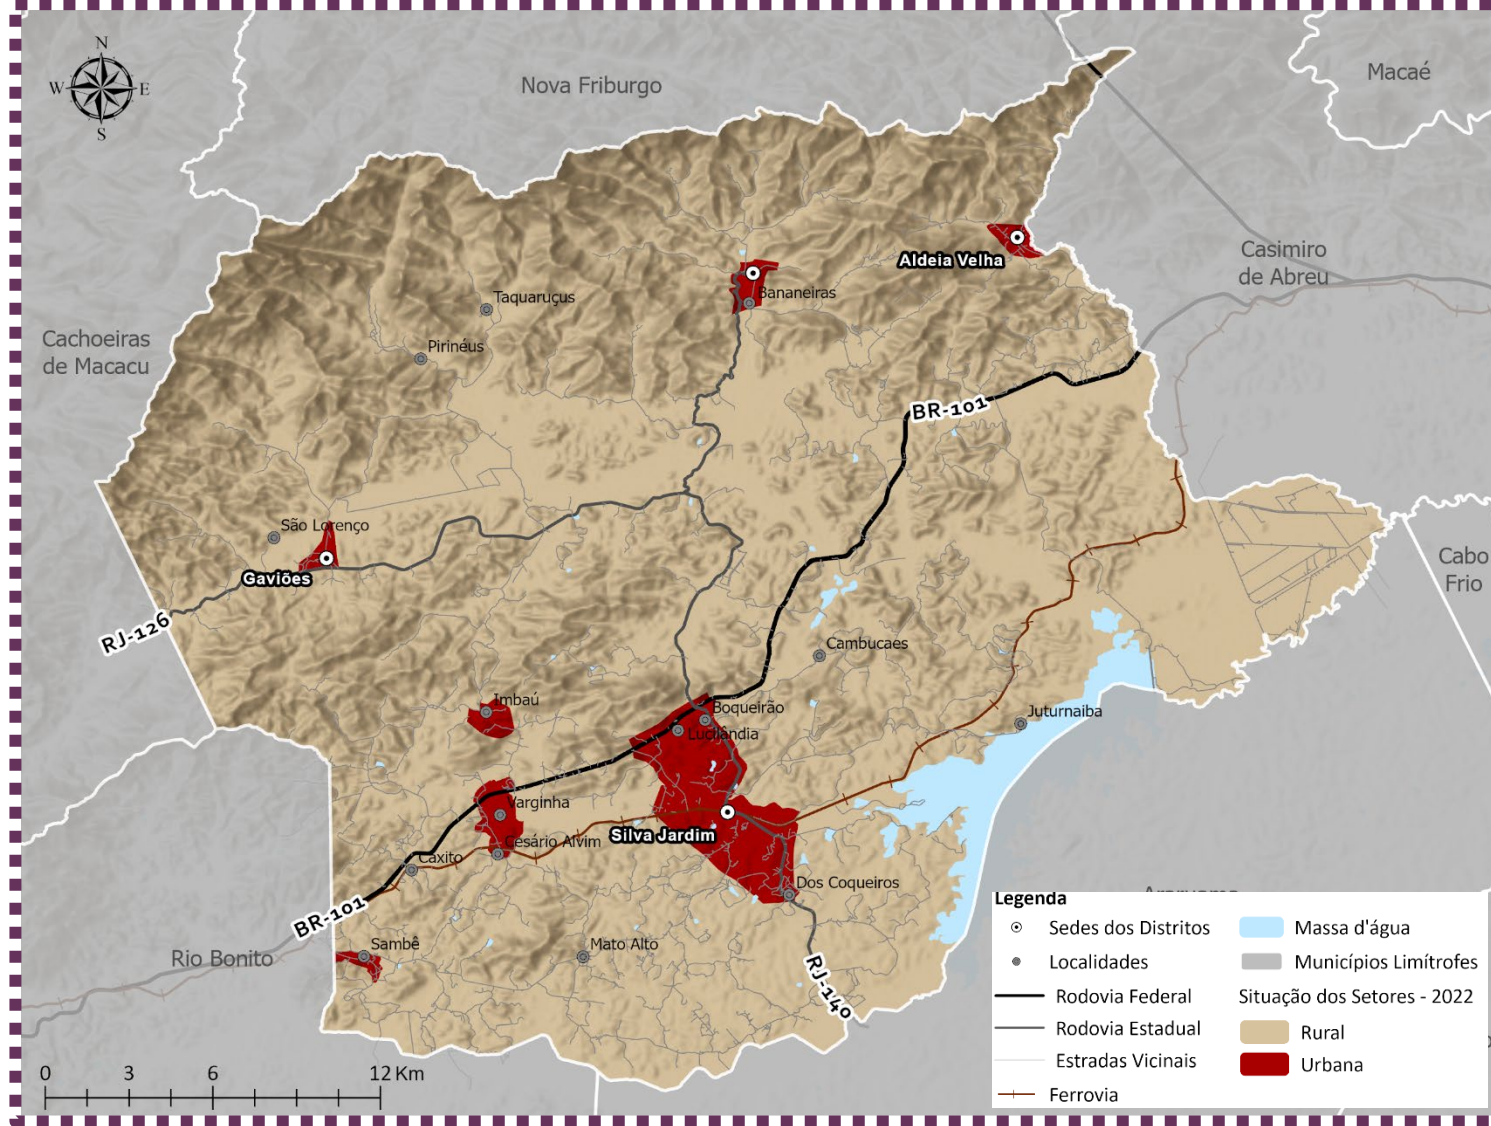 N
W E
S
Nova Friburgo
Macaé
Casimiro
de Abreu
Aldeia Velha
Bananeiras
Taquaruçus
Cachoeiras
de Macacu
Pirinéus
BR-101
São Lorenço
Gaviões
Cabo
Frio
RJ-126
Cambucaes
Imbaú
Boqueirão
Juturnaiba
Lucilândia
Varginha
Silva Jardim
Cesário Alvim
Caxito
Dos Coqueiros
BR-101
Sambê
Mato Alto
Rio Bonito
RJ-140
Araruama
Legenda
Sedes dos Distritos
Localidades
Rodovia Federal
Rodovia Estadual
Estradas Vicinais
Ferrovia
Massa d'água
Municípios Limítrofes
Situação dos Setores - 2022
Rural
Urbana
0 3 6 12 Km